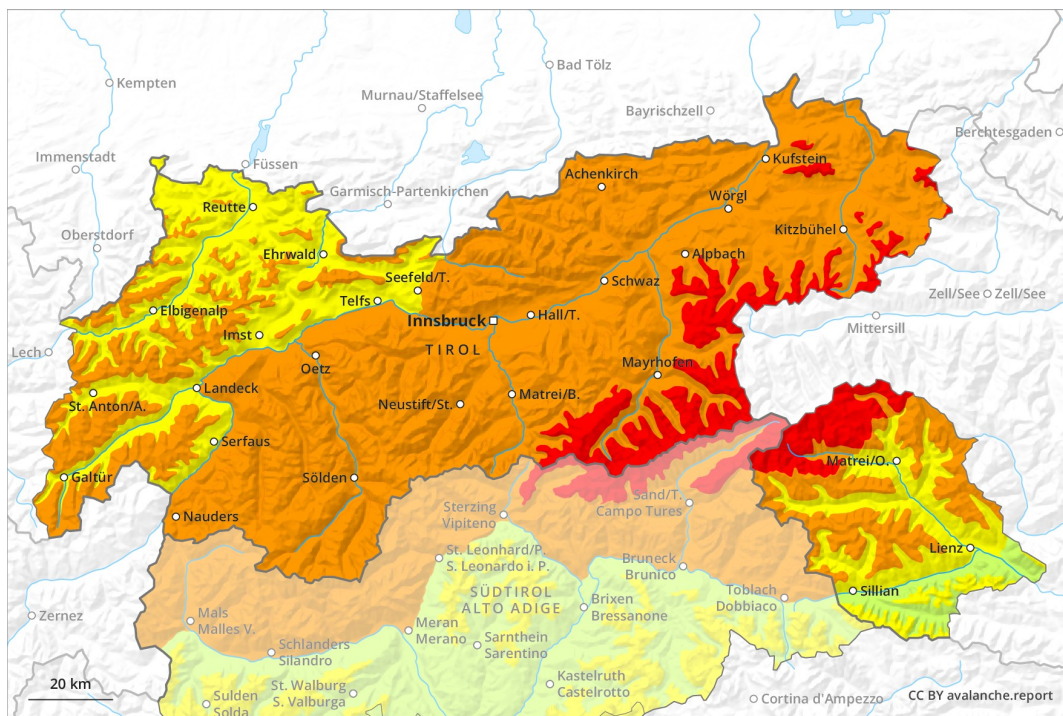 Kempten
Bad Tölz
Murnau/Staffelsee
Bayrischzell
Berchtesgaden
Immenstadt
Füssen
Kufstein
Garmisch-Partenkirchen
Achenkirch
Reutte
Wörgl
Oberstdorf
Kitzbühel
Ehrwald
Alpbach
Seefeld/T.
Schwaz
Zell/See
Zell/See
Telfs
Elbigenalp
Innsbruck
Hall/T.
Mittersill
Imst
Lech
TIROL
Oetz
Mayrhofen
Landeck
Matrei/B.
St. Anton/A.
Neustift/St.
Serfaus
Matrei/O.
Galtür
Sölden
Sterzing
Vipiteno
Sand/T.
Campo Tures
Nauders
Lienz
St. Leonhard/P.
S. Leonardo i. P.
Bruneck
Brunico
Sillian
SÜDTIROL
ALTO ADIGE
Toblach
Dobbiaco
Brixen
Bressanone
Zernez
Mals
Malles V.
Meran
Merano
Sarnthein
Sarentino
Schlanders
Silandro
Kastelruth
Castelrotto
20 km
St. Walburg
S. Valburga
Sulden
Solda
Cortina d'Ampezzo
CC BY avalanche.report